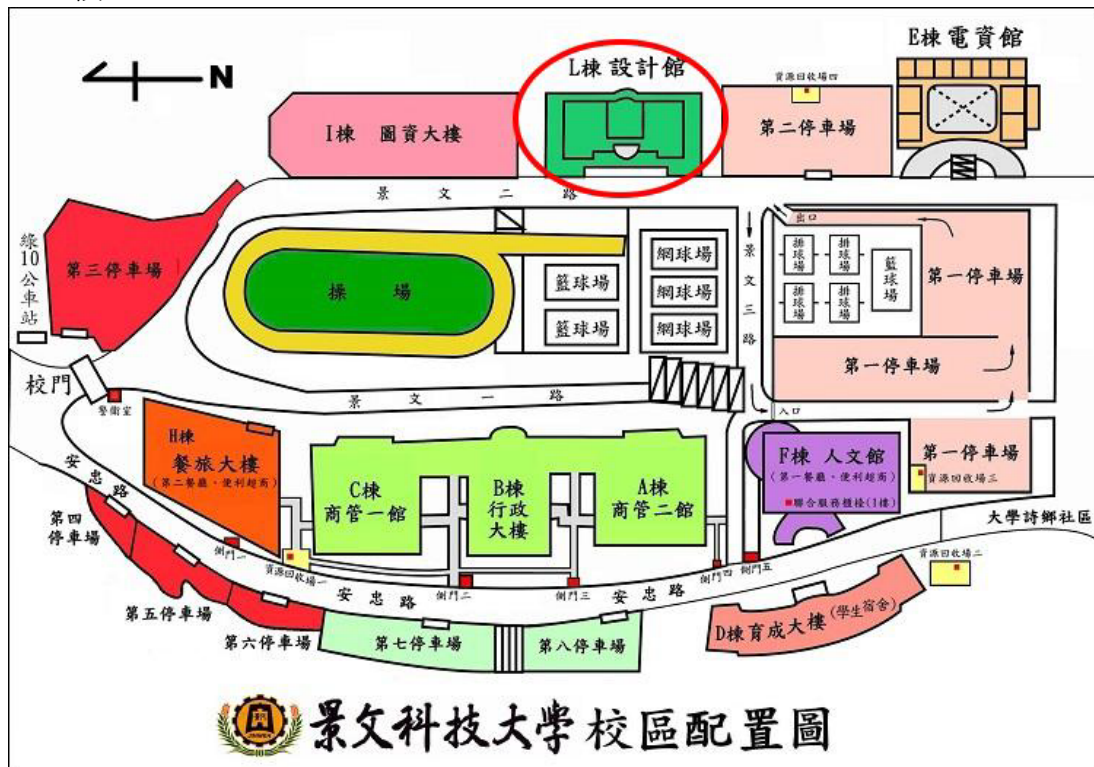 E棟電資館
L棟設計館
資源回收場四
N
第二停車場
I棟 圖資大樓
景文二路
出口
綠10公車站
第三停車場
操場
籃球場
籃球場
網球場
網球場
網球場
景文三路
排球場
排球場
排球場
排球場
籃球場
第一停車場
第一停車場
校門
警衛室
景文一路
入口
H棟
餐旅大樓
(第二餐廳、便利超商)
C棟
商管一館
B棟
行政
大樓
A棟
商管二館
F棟 人文館
(第一餐廳、便利超商)
聯合服務櫃檯(1樓)
第一停車場
資源回收場三
安忠路
大學詩鄉社區
第四
停車場
側門一
資源回收場一
側門二
側門三
側門四
側門五
資源回收場二
第五停車場
安忠路
安忠路
D棟育成大樓(學生宿舍)
第六停車場
第七停車場
第八停車場
景文科技大學校區配置圖